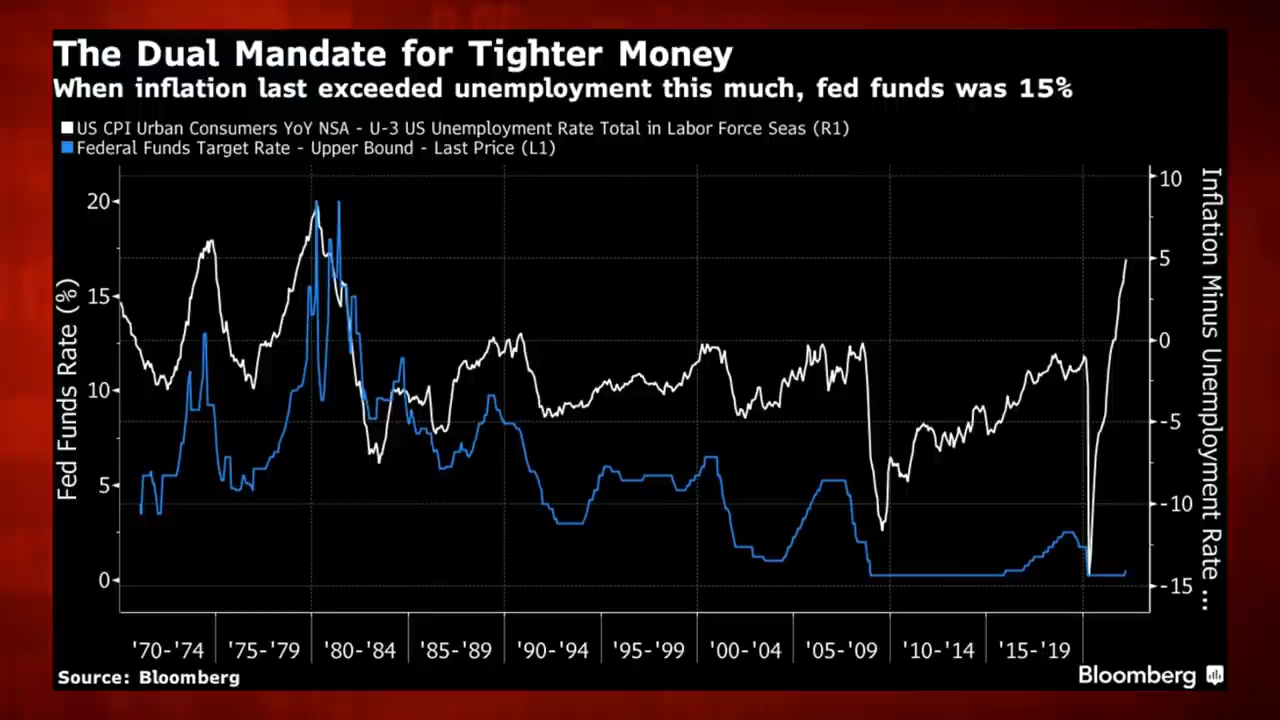 The Dual Mandate for Tighter Money
When inflation last exceeded unemployment this much, fed funds was 15%
US CPI Urban Consumers YoY NSA - U-3 US Unemployment Rate Total in Labor Force Seas (R1)
Federal Funds Target Rate - Upper Bound - Last Price (L1)
Fed Funds Rate (%)
20
15
10
5
0
10
5
0
-5
-10
-15
Inflation Minus Unemployment Rate ...
'70-'74 '75-'79 '80-'84 '85-'89 '90-'94 '95-'99 '00-'04 '05-'09 '10-'14 '15-'19
Source: Bloomberg
Bloomberg